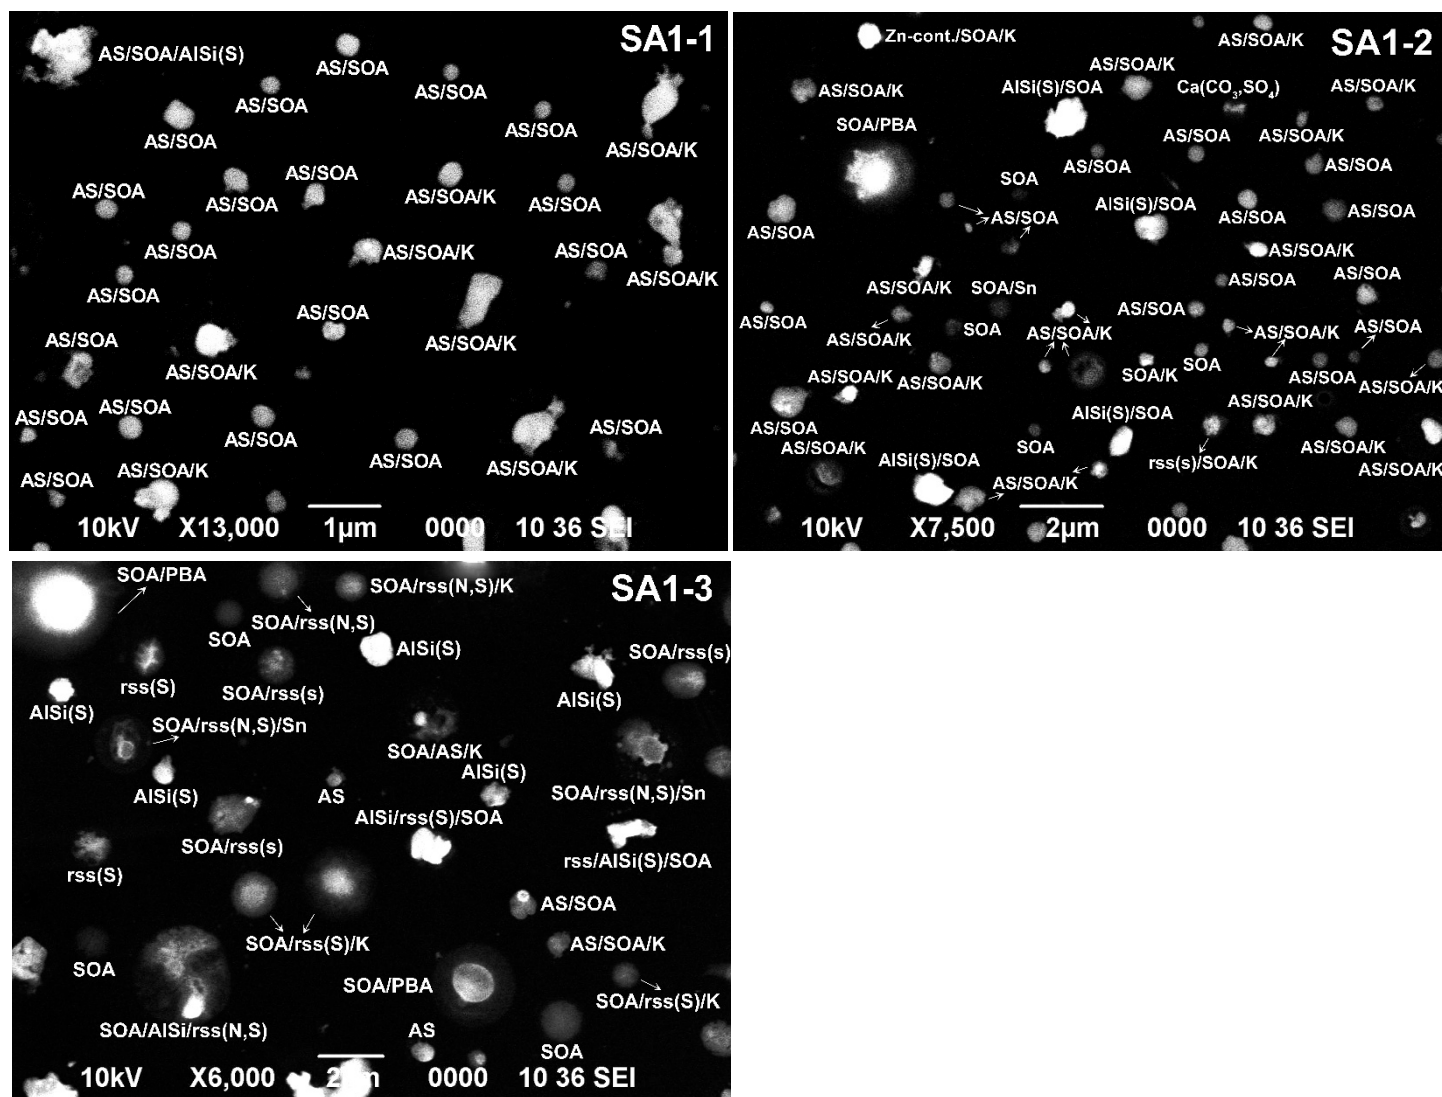 SA1-1
AS/SOA/AlSi(S)
AS/SOA
AS/SOA
AS/SOA
AS/SOA
AS/SOA
AS/SOA/K
AS/SOA
AS/SOA
AS/SOA
AS/SOA/K
AS/SOA
AS/SOA
AS/SOA/K
AS/SOA
AS/SOA/K
AS/SOA
AS/SOA
AS/SOA
AS/SOA/K
AS/SOA
AS/SOA/K
AS/SOA
AS/SOA
AS/SOA
AS/SOA
AS/SOA
AS/SOA/K
AS/SOA
AS/SOA/K
10kV X13,000 1µm 0000 10 36 SEI
SA1-2
Zn-cont./SOA/K
AS/SOA/K
AS/SOA/K
AlSi(S)/SOA
Ca(CO3,SO4)
AS/SOA/K
AS/SOA/K
SOA/PBA
AS/SOA
AS/SOA/K
AS/SOA
AS/SOA
SOA
AlSi(S)/SOA
AS/SOA
AS/SOA
AS/SOA
AS/SOA
AS/SOA/K
AS/SOA/K
SOA/Sn
AS/SOA
AS/SOA
AS/SOA
AS/SOA
SOA
AS/SOA/K
AS/SOA/K
AS/SOA/K
AS/SOA
AS/SOA/K
AS/SOA/K
SOA/K
SOA
AS/SOA
AS/SOA/K
AS/SOA/K
AS/SOA
AlSi(S)/SOA
AS/SOA/K
AS/SOA/K
SOA
AlSi(S)/SOA
rss(s)/SOA/K
AS/SOA/K
AS/SOA/K
10kV X7,500 2µm 0000 10 36 SEI
SA1-3
SOA/PBA
SOA/rss(N,S)/K
SOA
SOA/rss(N,S)
AlSi(S)
SOA/rss(s)
rss(S)
SOA/rss(s)
AlSi(S)
AlSi(S)
SOA/rss(N,S)/Sn
SOA/AS/K
AlSi(S)
AlSi(S)
AS
SOA/rss(N,S)/Sn
AlSi/rss(S)/SOA
SOA/rss(s)
rss/AlSi(S)/SOA
rss(S)
AS/SOA
SOA/rss(S)/K
AS/SOA/K
SOA
SOA/PBA
SOA/rss(S)/K
SOA/AlSi/rss(N,S)
AS
SOA
10kV X6,000 0000 10 36 SEI